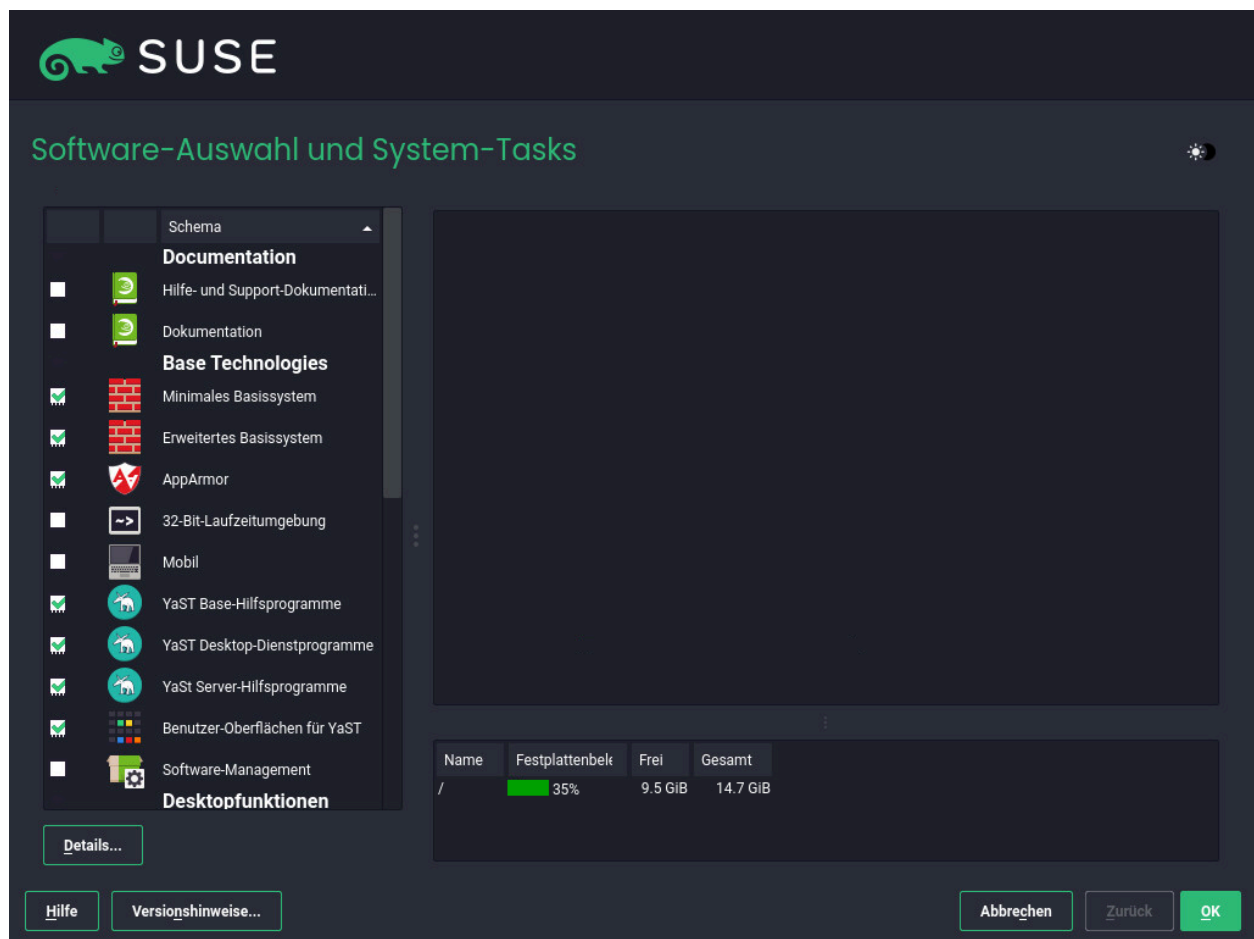 SUSE
Software-Auswahl und System-Tasks
Schema
Documentation
Hilfe- und Support-Dokumentati...
Dokumentation
Base Technologies
Minimales Basissystem
Erweitertes Basissystem
AppArmor
32-Bit-Laufzeitumgebung
Mobil
YaST Base-Hilfsprogramme
YaST Desktop-Dienstprogramme
YaSt Server-Hilfsprogramme
Benutzer-Oberflächen für YaST
Software-Management
Desktopfunktionen
Name Festplattenbele Frei Gesamt
/ 35% 9.5 GiB 14.7 GiB
Details...
Hilfe Versionshinweise... Abbrechen Zurück OK